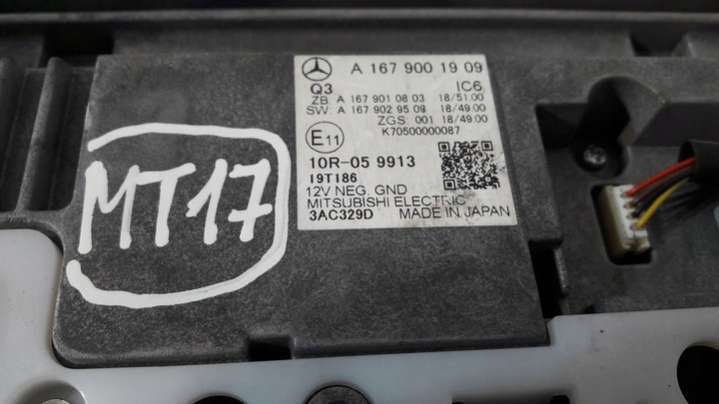 A 167 900 19 09
Q3 IC6
ZB: A 167 901 08 03 18/51.00
SW: A 167 902 95 09 18/49.00
ZGS: 001 18/49.00
K70500000087
E11
10R-05 9913
19T186
12V NEG. GND
MITSUBISHI ELECTRIC
3AC329D MADE IN JAPAN
MT17